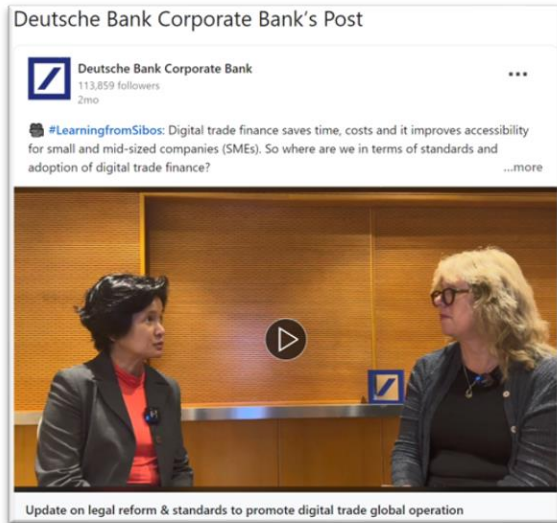 Deutsche Bank Corporate Bank's Post
Deutsche Bank Corporate Bank
113,859 followers
2mo
#LearningfromSibos: Digital trade finance saves time, costs and it improves accessibility
for small and mid-sized companies (SMEs). So where are we in terms of standards and
adoption of digital trade finance?
...more
Update on legal reform & standards to promote digital trade global operation